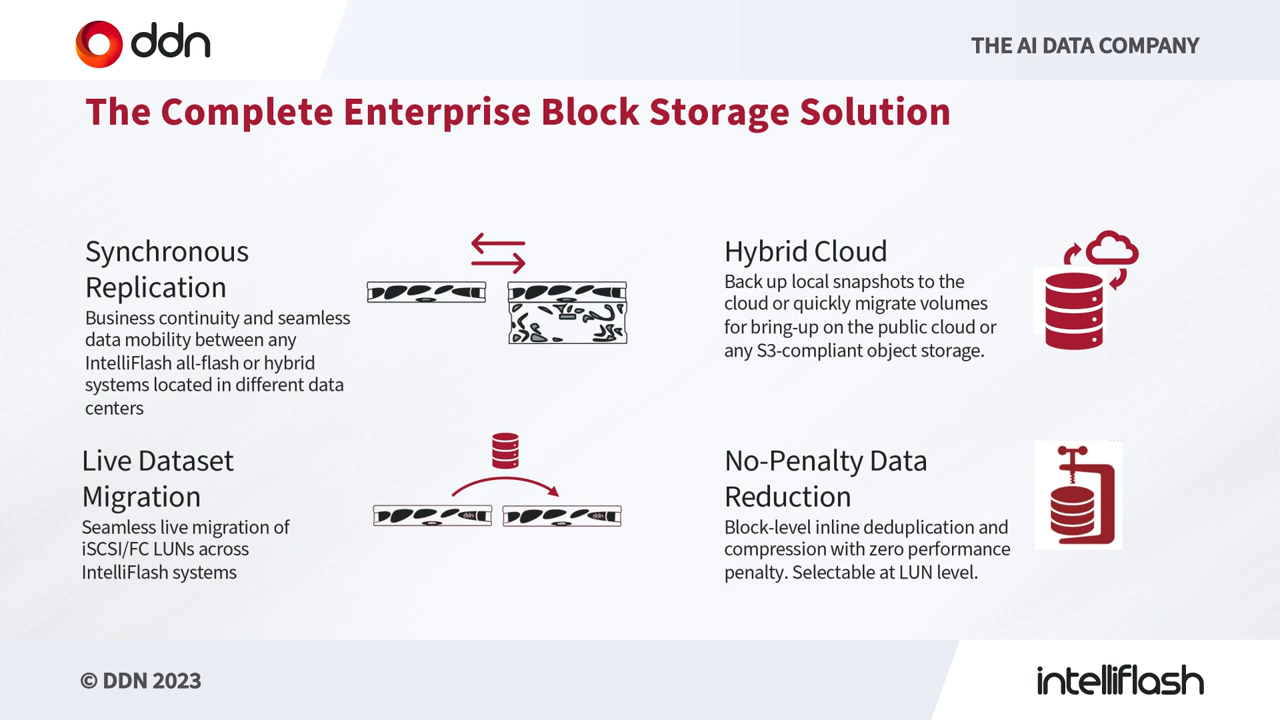 ddn
THE AI DATA COMPANY
The Complete Enterprise Block Storage Solution
Synchronous
Replication
Business continuity and seamless
data mobility between any
IntelliFlash all-flash or hybrid
systems located in different data
centers
Hybrid Cloud
Back up local snapshots to the
cloud or quickly migrate volumes
for bring-up on the public cloud or
any S3-compliant object storage.
Live Dataset
Migration
Seamless live migration of
iSCSI/FC LUNs across
IntelliFlash systems
ddn
ddn
No-Penalty Data
Reduction
Block-level inline deduplication and
compression with zero performance
penalty. Selectable at LUN level.
© DDN 2023
intelliflash